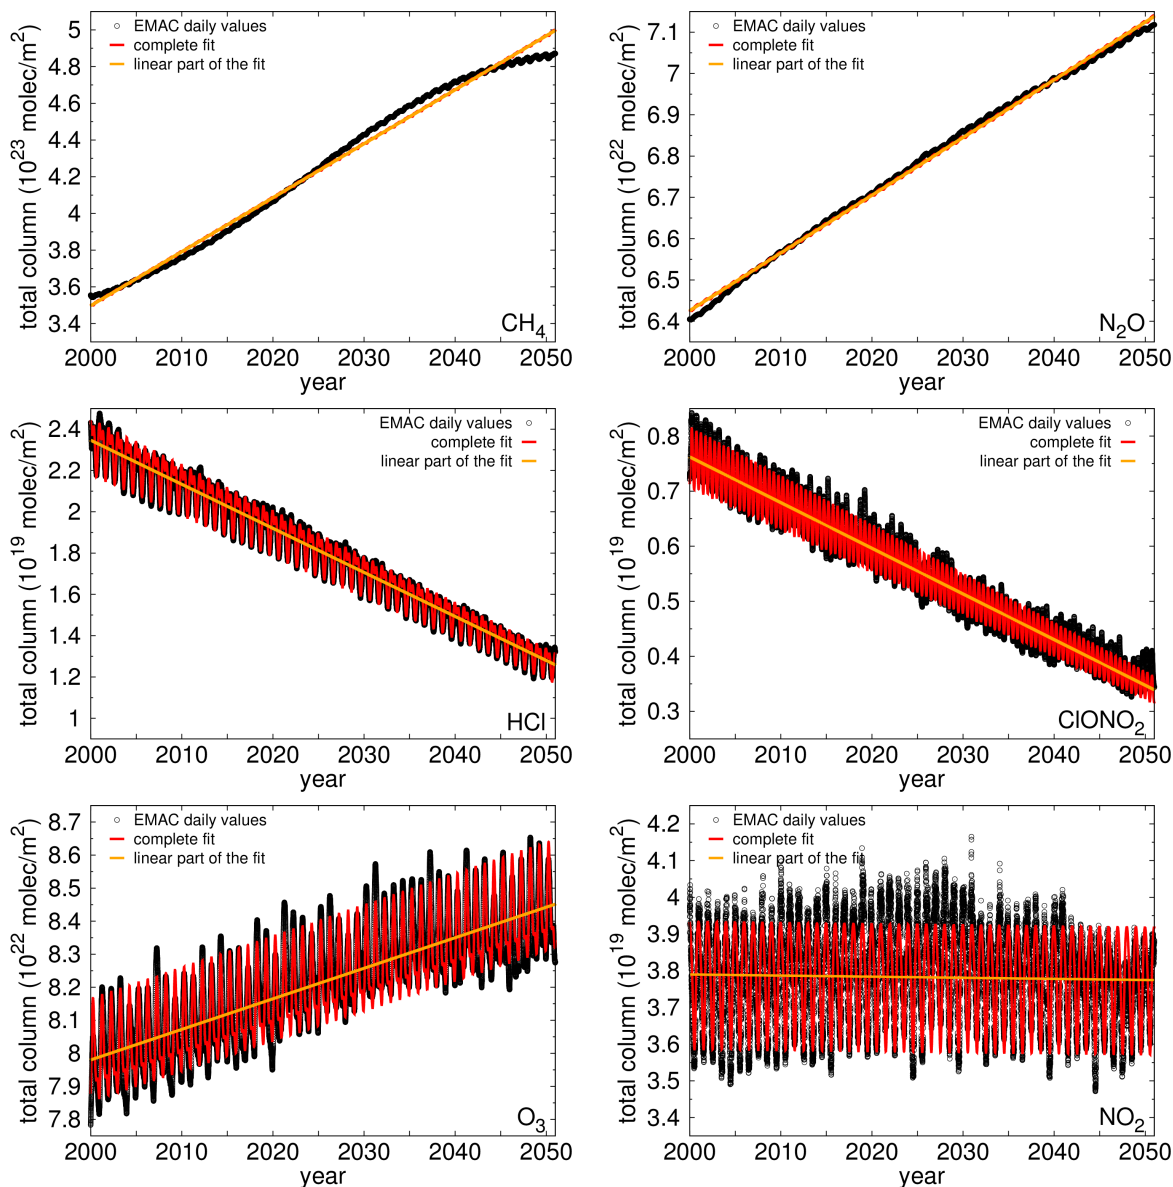 total column (10^23 molec/m^2)
5
4.8
4.6
4.4
4.2
4
3.8
3.6
3.4
EMAC daily values
complete fit
linear part of the fit
CH4
2000 2010 2020 2030 2040 2050
year
total column (10^22 molec/m^2)
7.1
7
6.9
6.8
6.7
6.6
6.5
6.4
EMAC daily values
complete fit
linear part of the fit
N2O
2000 2010 2020 2030 2040 2050
year
total column (10^19 molec/m^2)
2.4
2.2
2
1.8
1.6
1.4
1.2
1
EMAC daily values
complete fit
linear part of the fit
HCl
2000 2010 2020 2030 2040 2050
year
total column (10^19 molec/m^2)
0.8
0.7
0.6
0.5
0.4
0.3
EMAC daily values
complete fit
linear part of the fit
ClONO2
2000 2010 2020 2030 2040 2050
year
total column (10^22 molec/m^2)
8.7
8.6
8.5
8.4
8.3
8.2
8.1
8
7.9
7.8
EMAC daily values
complete fit
linear part of the fit
O3
2000 2010 2020 2030 2040 2050
year
total column (10^19 molec/m^2)
4.2
4.1
4
3.9
3.8
3.7
3.6
3.5
3.4
EMAC daily values
complete fit
linear part of the fit
NO2
2000 2010 2020 2030 2040 2050
year